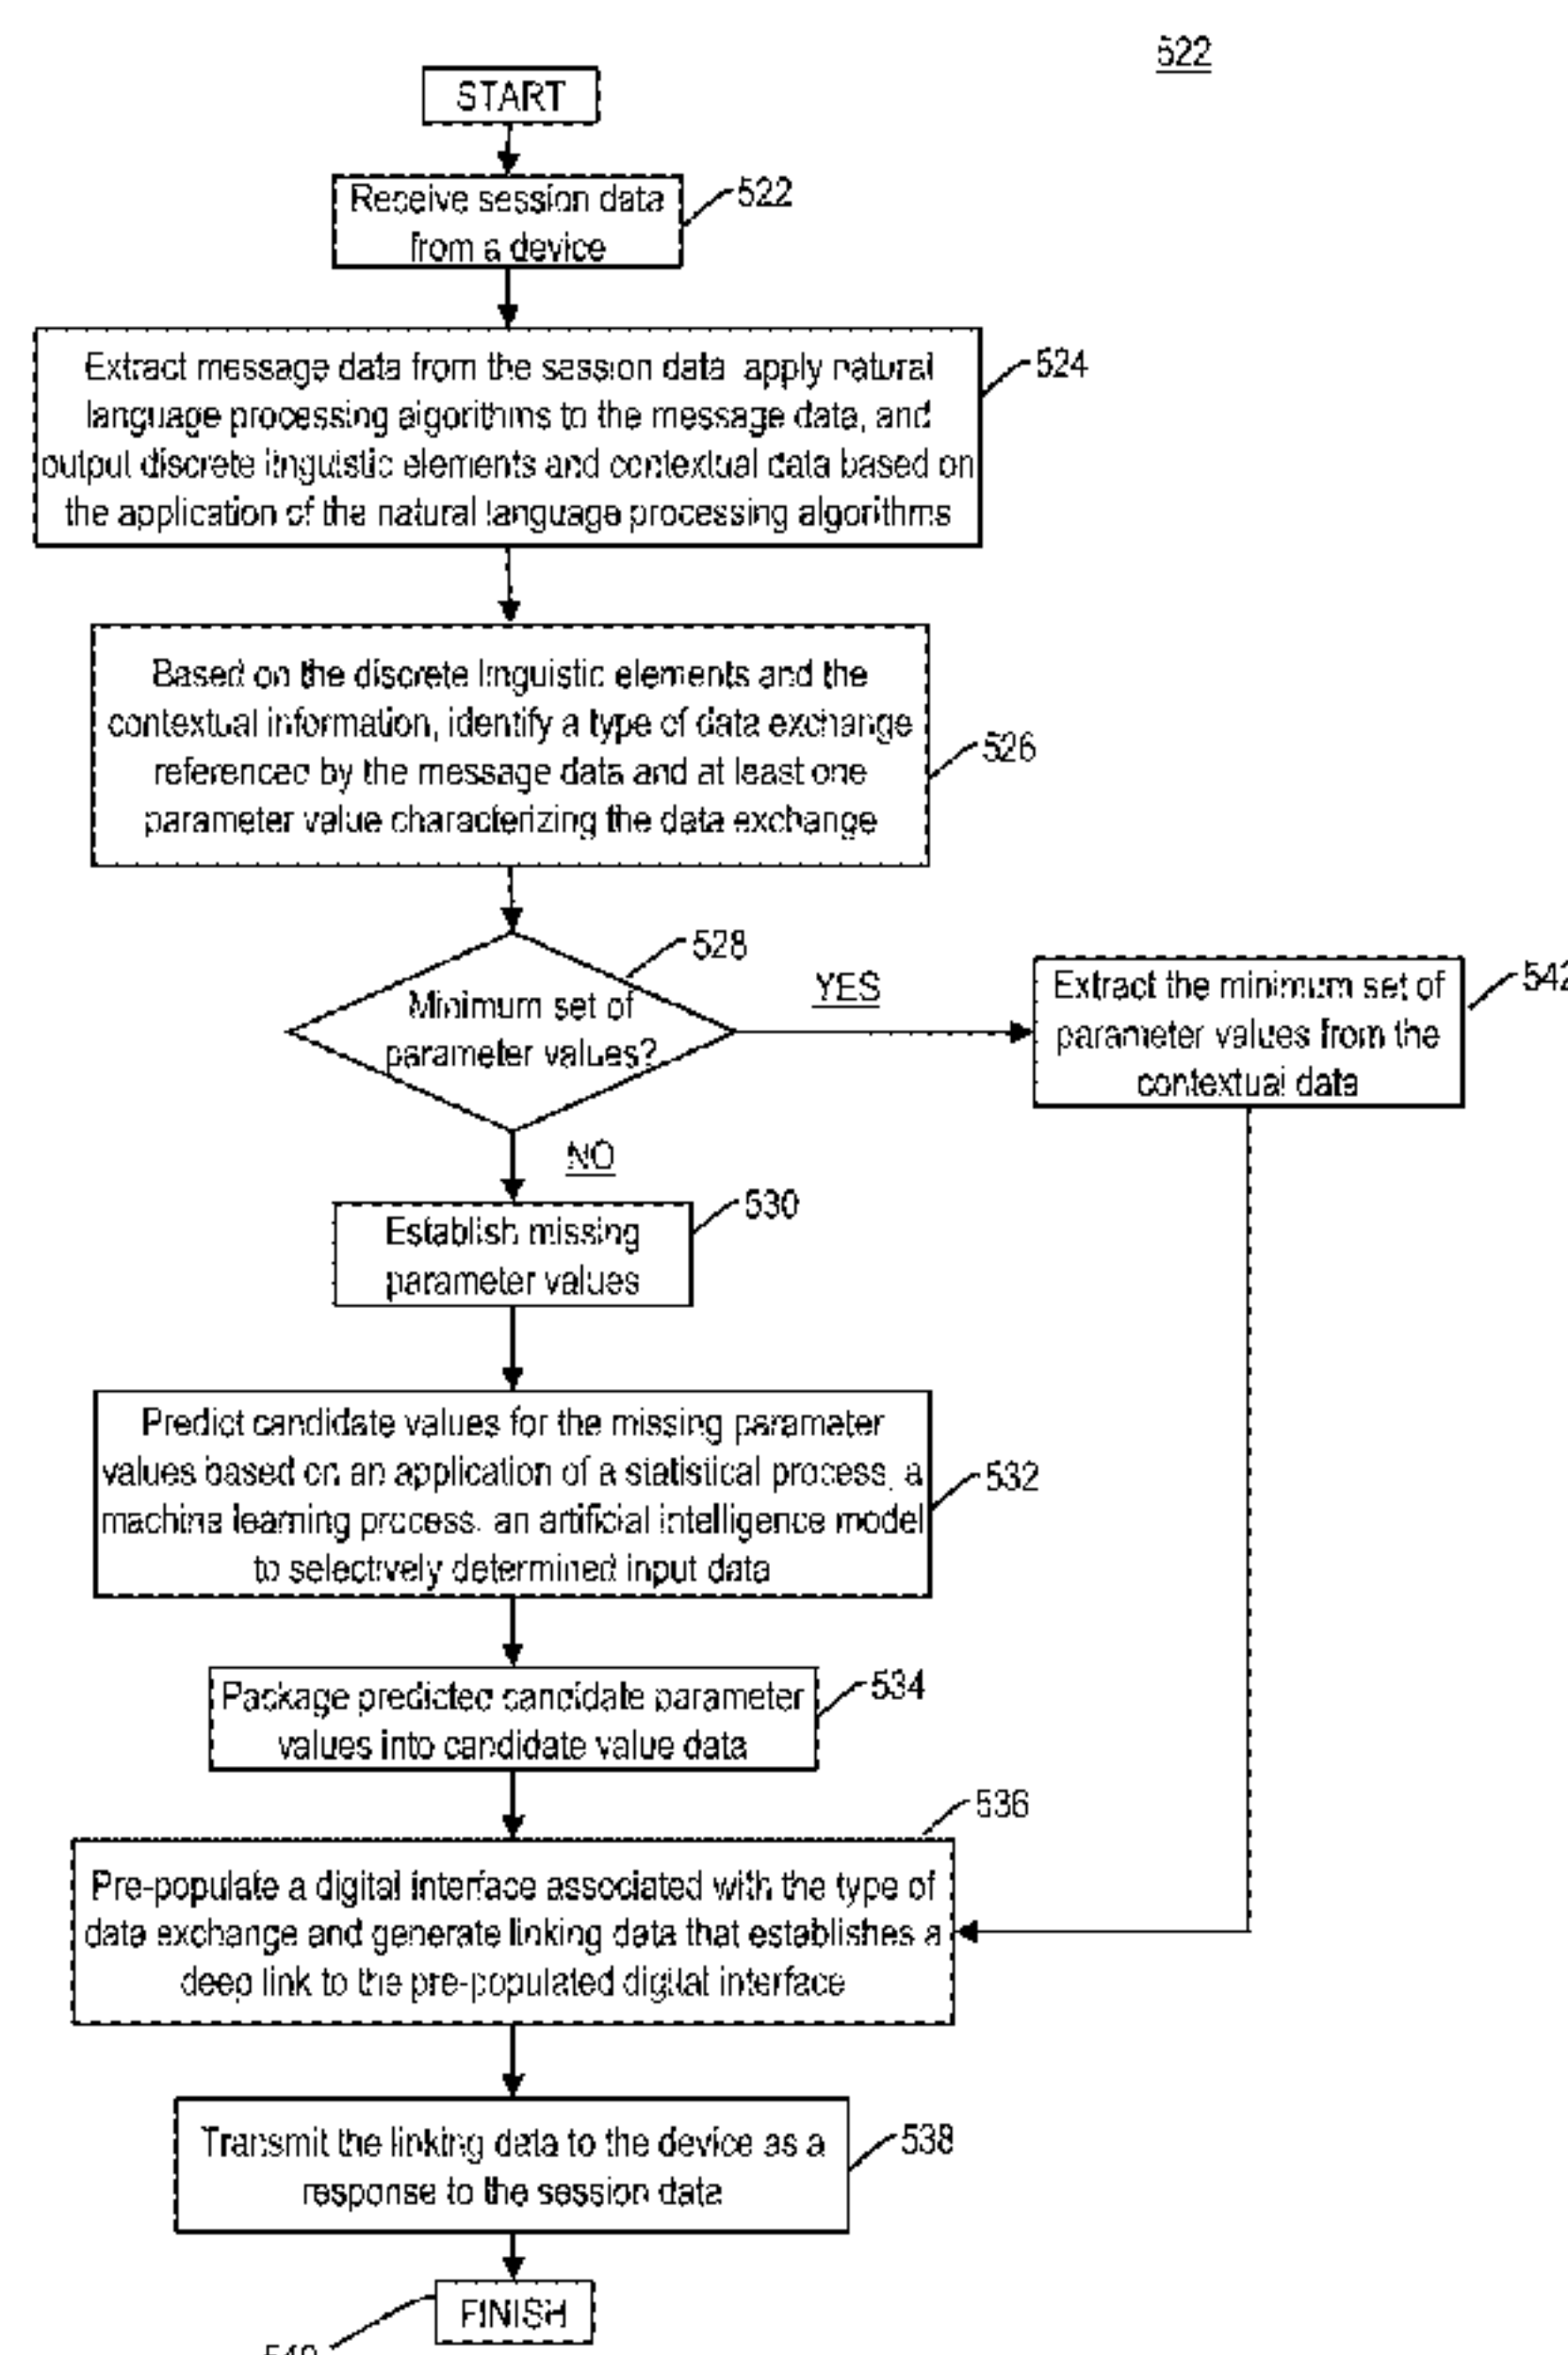 522
START
Receive session data
from a device
522
Extract message data from the session data apply natural
language processing algorithms to the message data, and
output discrete linguistic elements and contextual data based on
the application of the natural language processing algorithms
524
Based on the discrete linguistic elements and the
contextual information, identify a type of data exchange
referenced by the message data and at least one
parameter value characterizing the data exchange
526
528
Minimum set of
parameter values?
YES
Extract the minimum set of
parameter values from the
contextual data
542
NO
530
Establish missing
parameter values
Predict candidate values for the missing parameter
values based on an application of a statistical process, a
machine learning process, an artificial intelligence model
to selectively determined input data
532
Package predicted candidate parameter
values into candidate value data
534
536
Pre-populate a digital interface associated with the type of
data exchange and generate linking data that establishes a
deep link to the pre-populated digital interface
Transmit the linking data to the device as a
response to the session data
538
FINISH